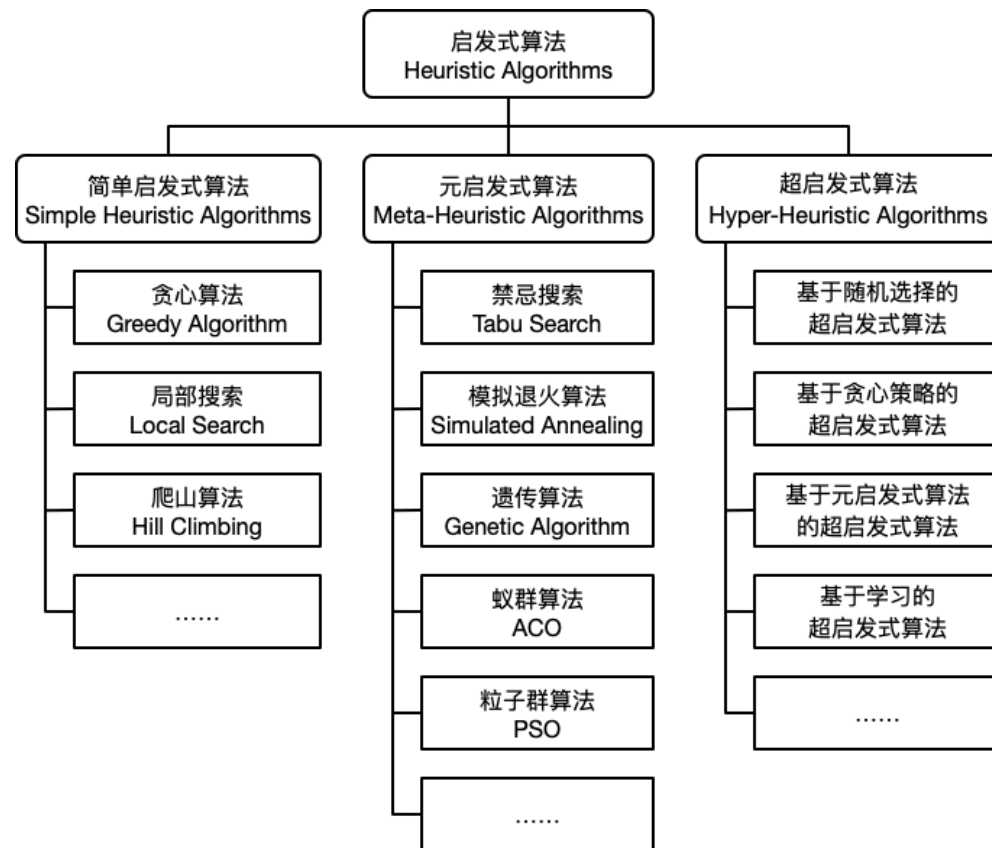 启发式算法
Heuristic Algorithms
简单启发式算法
Simple Heuristic Algorithms
贪心算法
Greedy Algorithm
局部搜索
Local Search
爬山算法
Hill Climbing
……
元启发式算法
Meta-Heuristic Algorithms
禁忌搜索
Tabu Search
模拟退火算法
Simulated Annealing
遗传算法
Genetic Algorithm
蚁群算法
ACO
粒子群算法
PSO
……
超启发式算法
Hyper-Heuristic Algorithms
基于随机选择的
超启发式算法
基于贪心策略的
超启发式算法
基于元启发式算法
的超启发式算法
基于学习的
超启发式算法
……